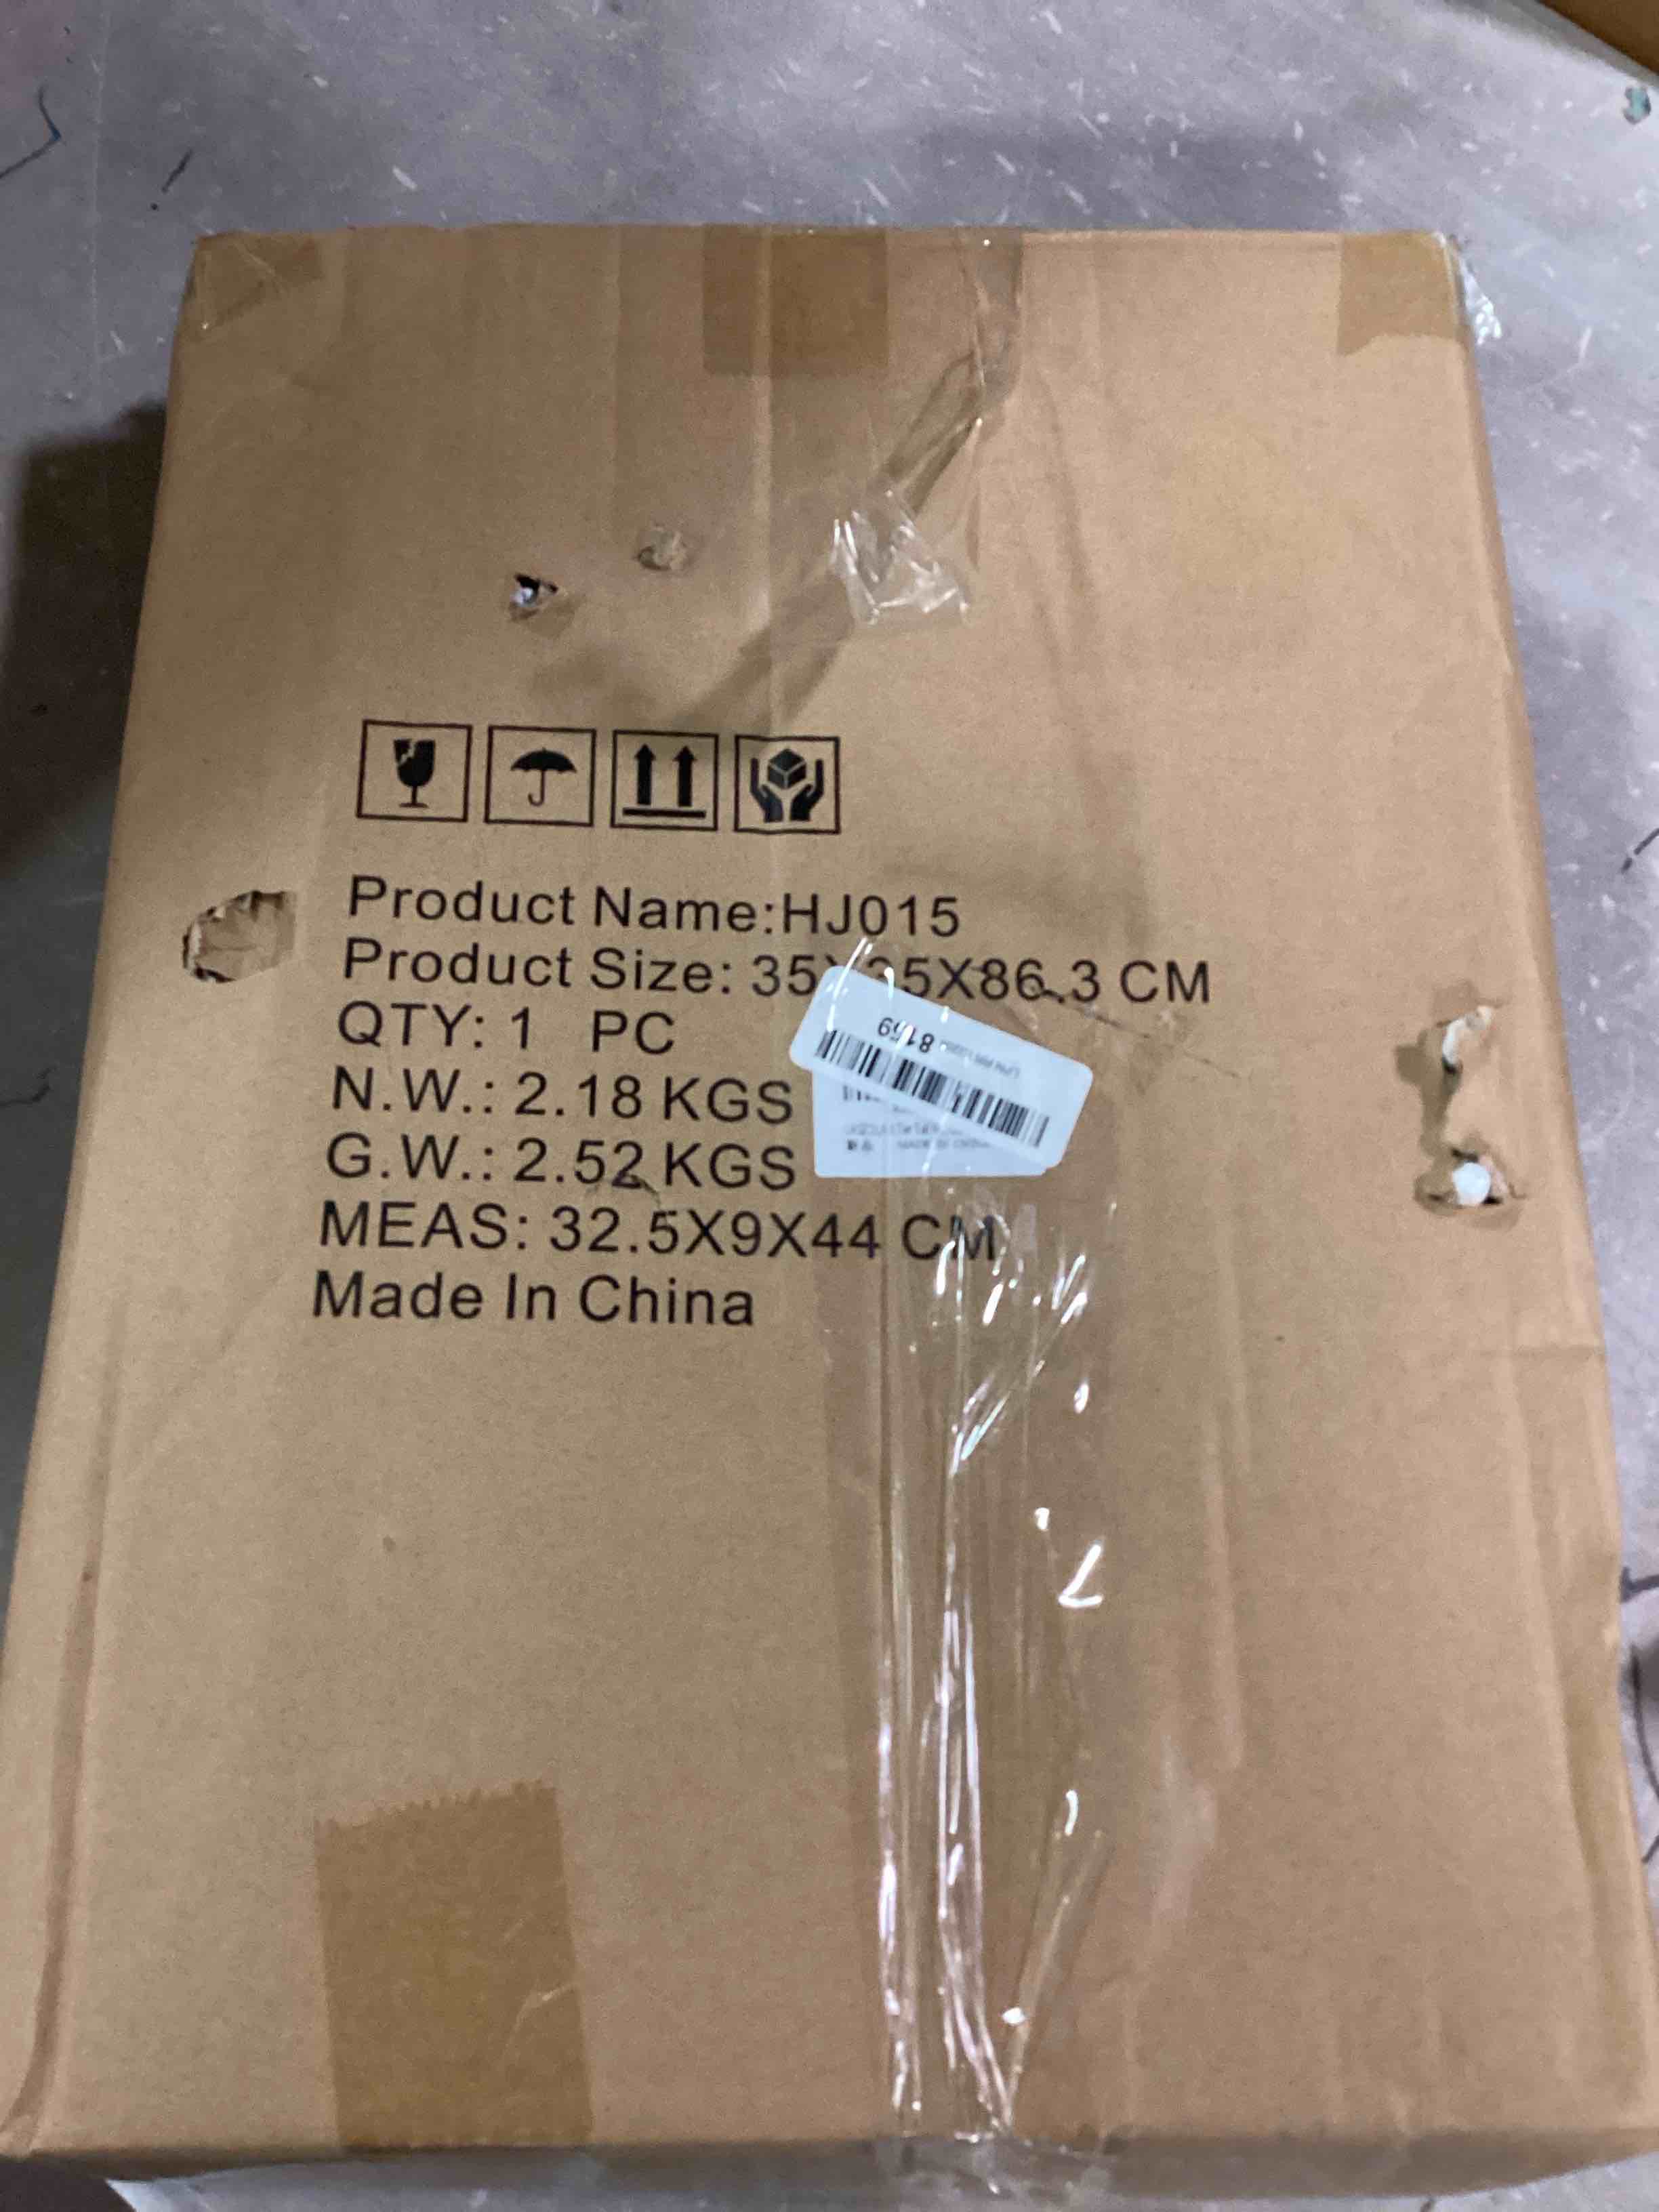 Product Name:HJ015
Product Size: 35X35X86.3 CM
QTY: 1 PC
N.W.: 2.18 KGS
G.W.: 2.52 KGS
MEAS: 32.5X9X44 CM
Made In China
8159